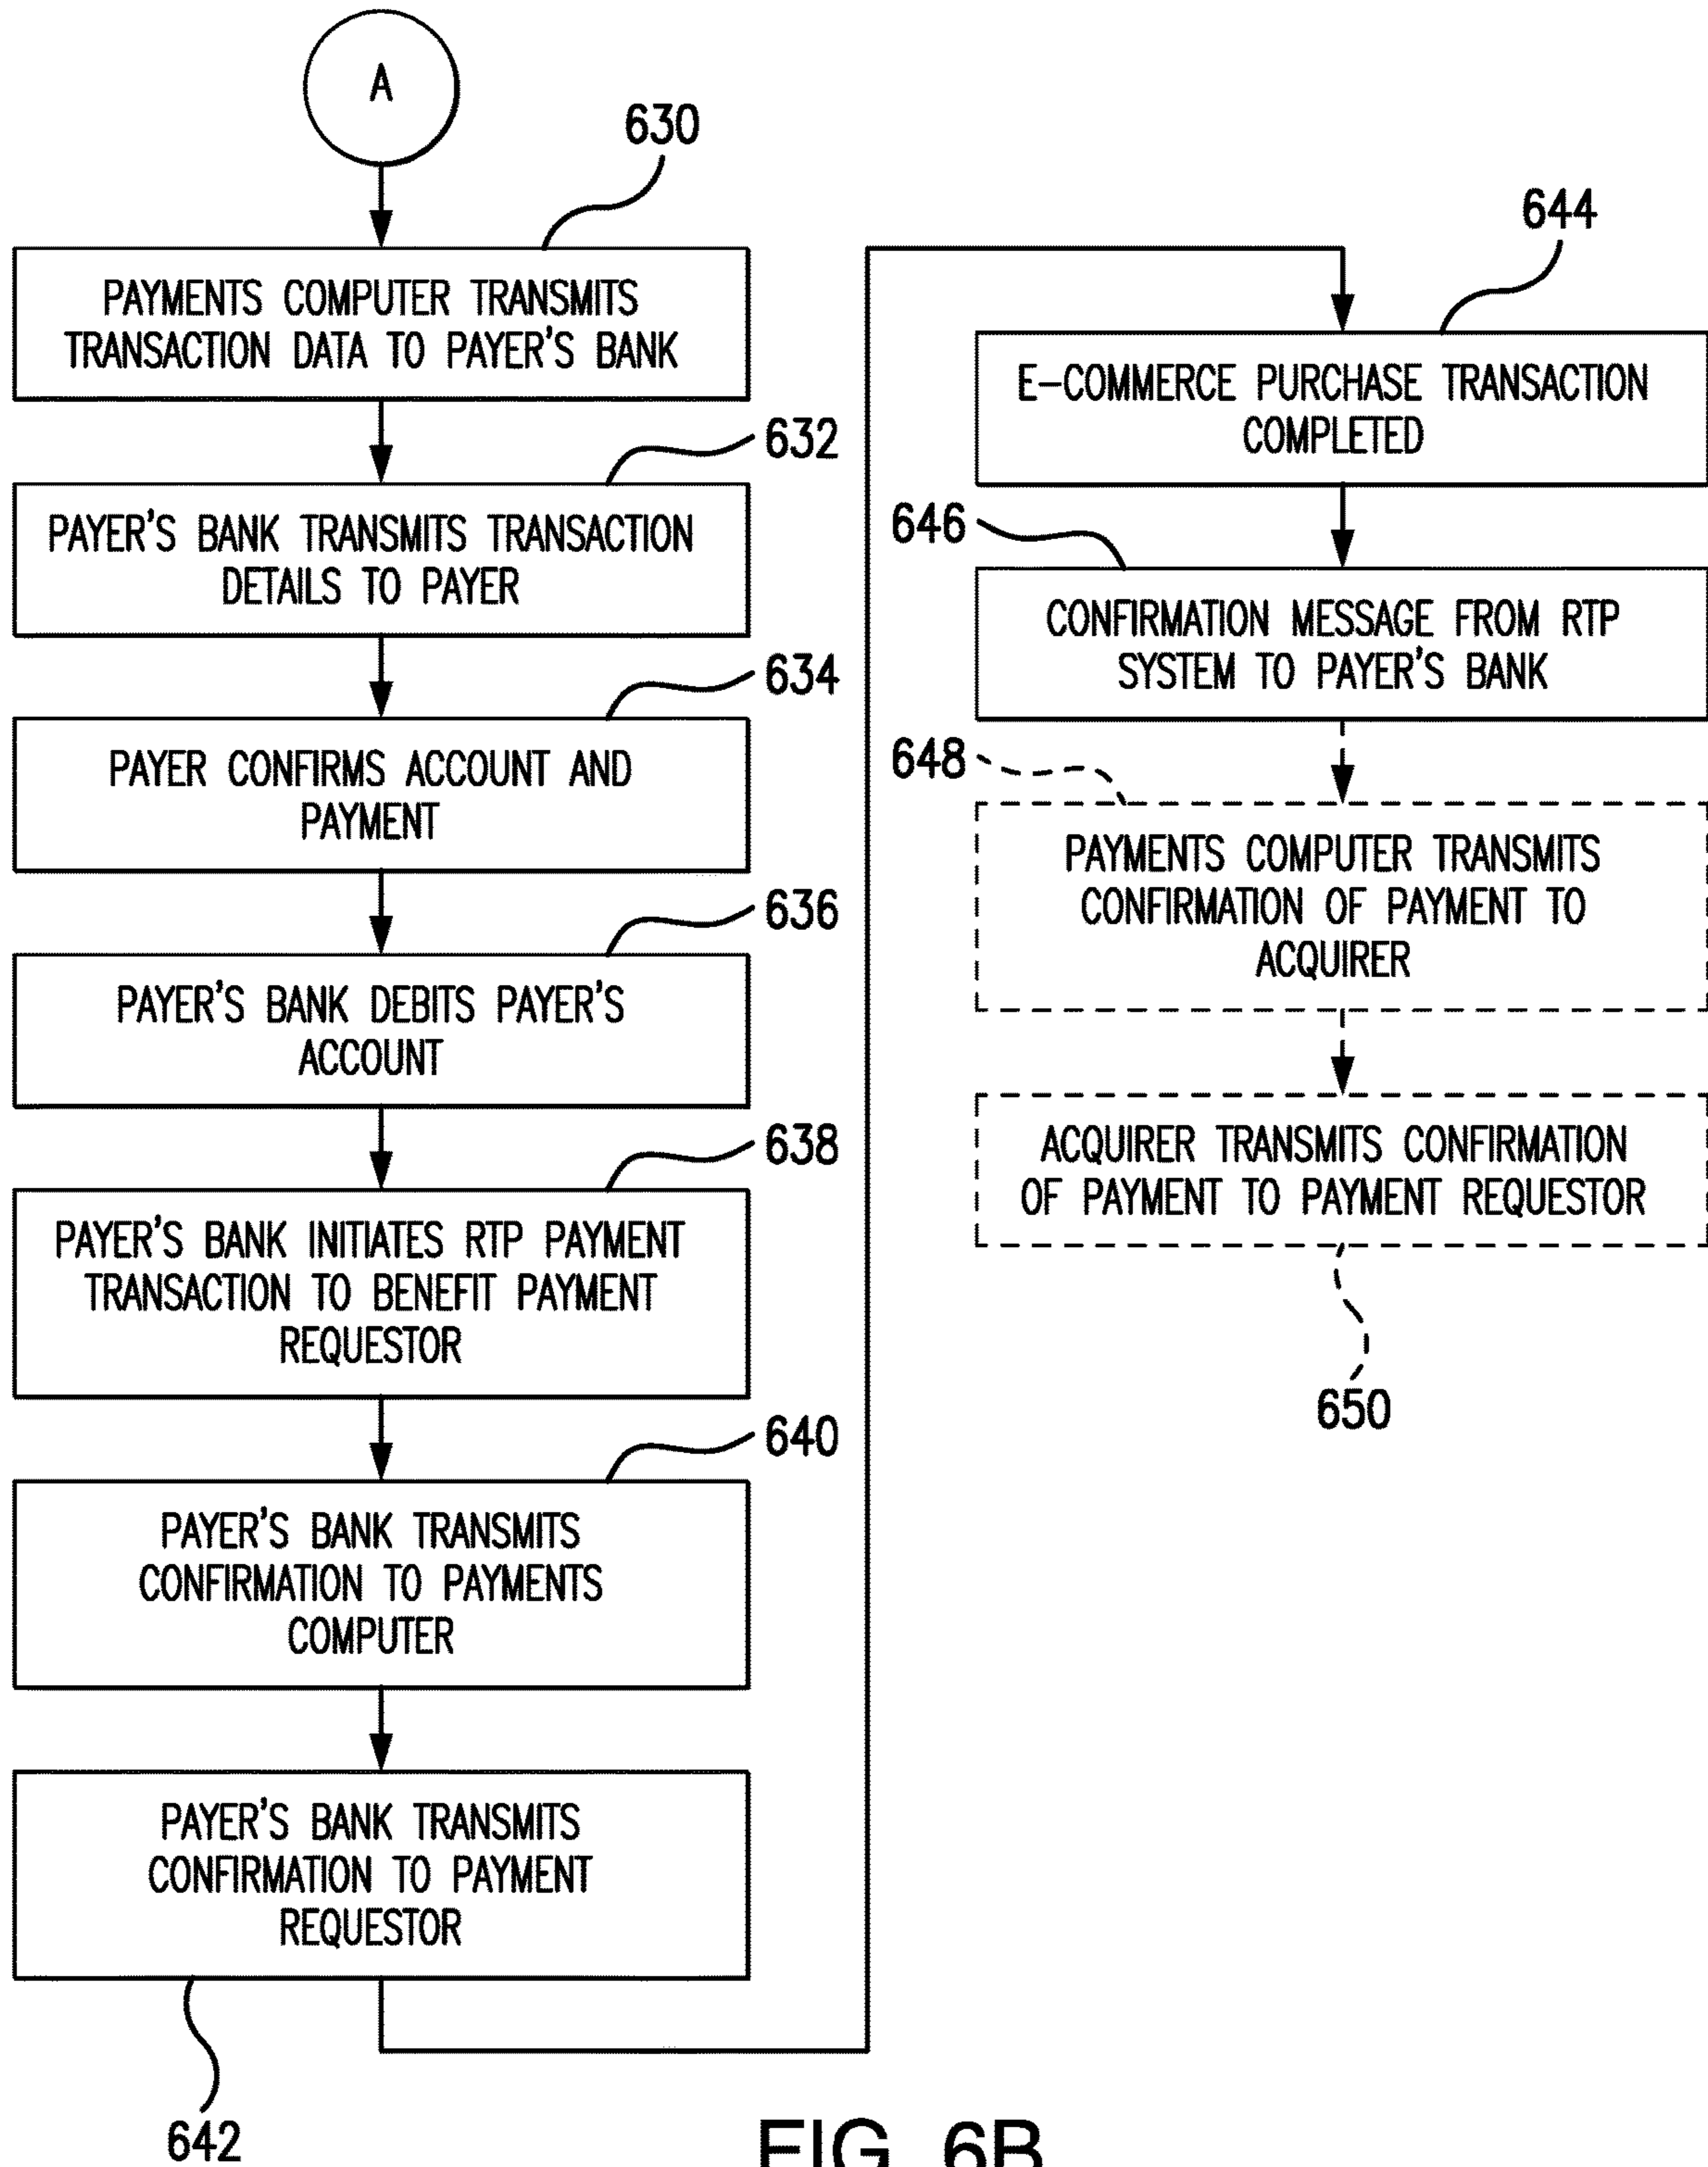 A
630
PAYMENTS COMPUTER TRANSMITS
TRANSACTION DATA TO PAYER'S BANK
632
PAYER'S BANK TRANSMITS TRANSACTION
DETAILS TO PAYER
634
PAYER CONFIRMS ACCOUNT AND
PAYMENT
636
PAYER'S BANK DEBITS PAYER'S
ACCOUNT
638
PAYER'S BANK INITIATES RTP PAYMENT
TRANSACTION TO BENEFIT PAYMENT
REQUESTOR
640
PAYER'S BANK TRANSMITS
CONFIRMATION TO PAYMENTS
COMPUTER
PAYER'S BANK TRANSMITS
CONFIRMATION TO PAYMENT
REQUESTOR
642
644
E-COMMERCE PURCHASE TRANSACTION
COMPLETED
646
CONFIRMATION MESSAGE FROM RTP
SYSTEM TO PAYER'S BANK
648
PAYMENTS COMPUTER TRANSMITS
CONFIRMATION OF PAYMENT TO
ACQUIRER
ACQUIRER TRANSMITS CONFIRMATION
OF PAYMENT TO PAYMENT REQUESTOR
650
FIG. 6B